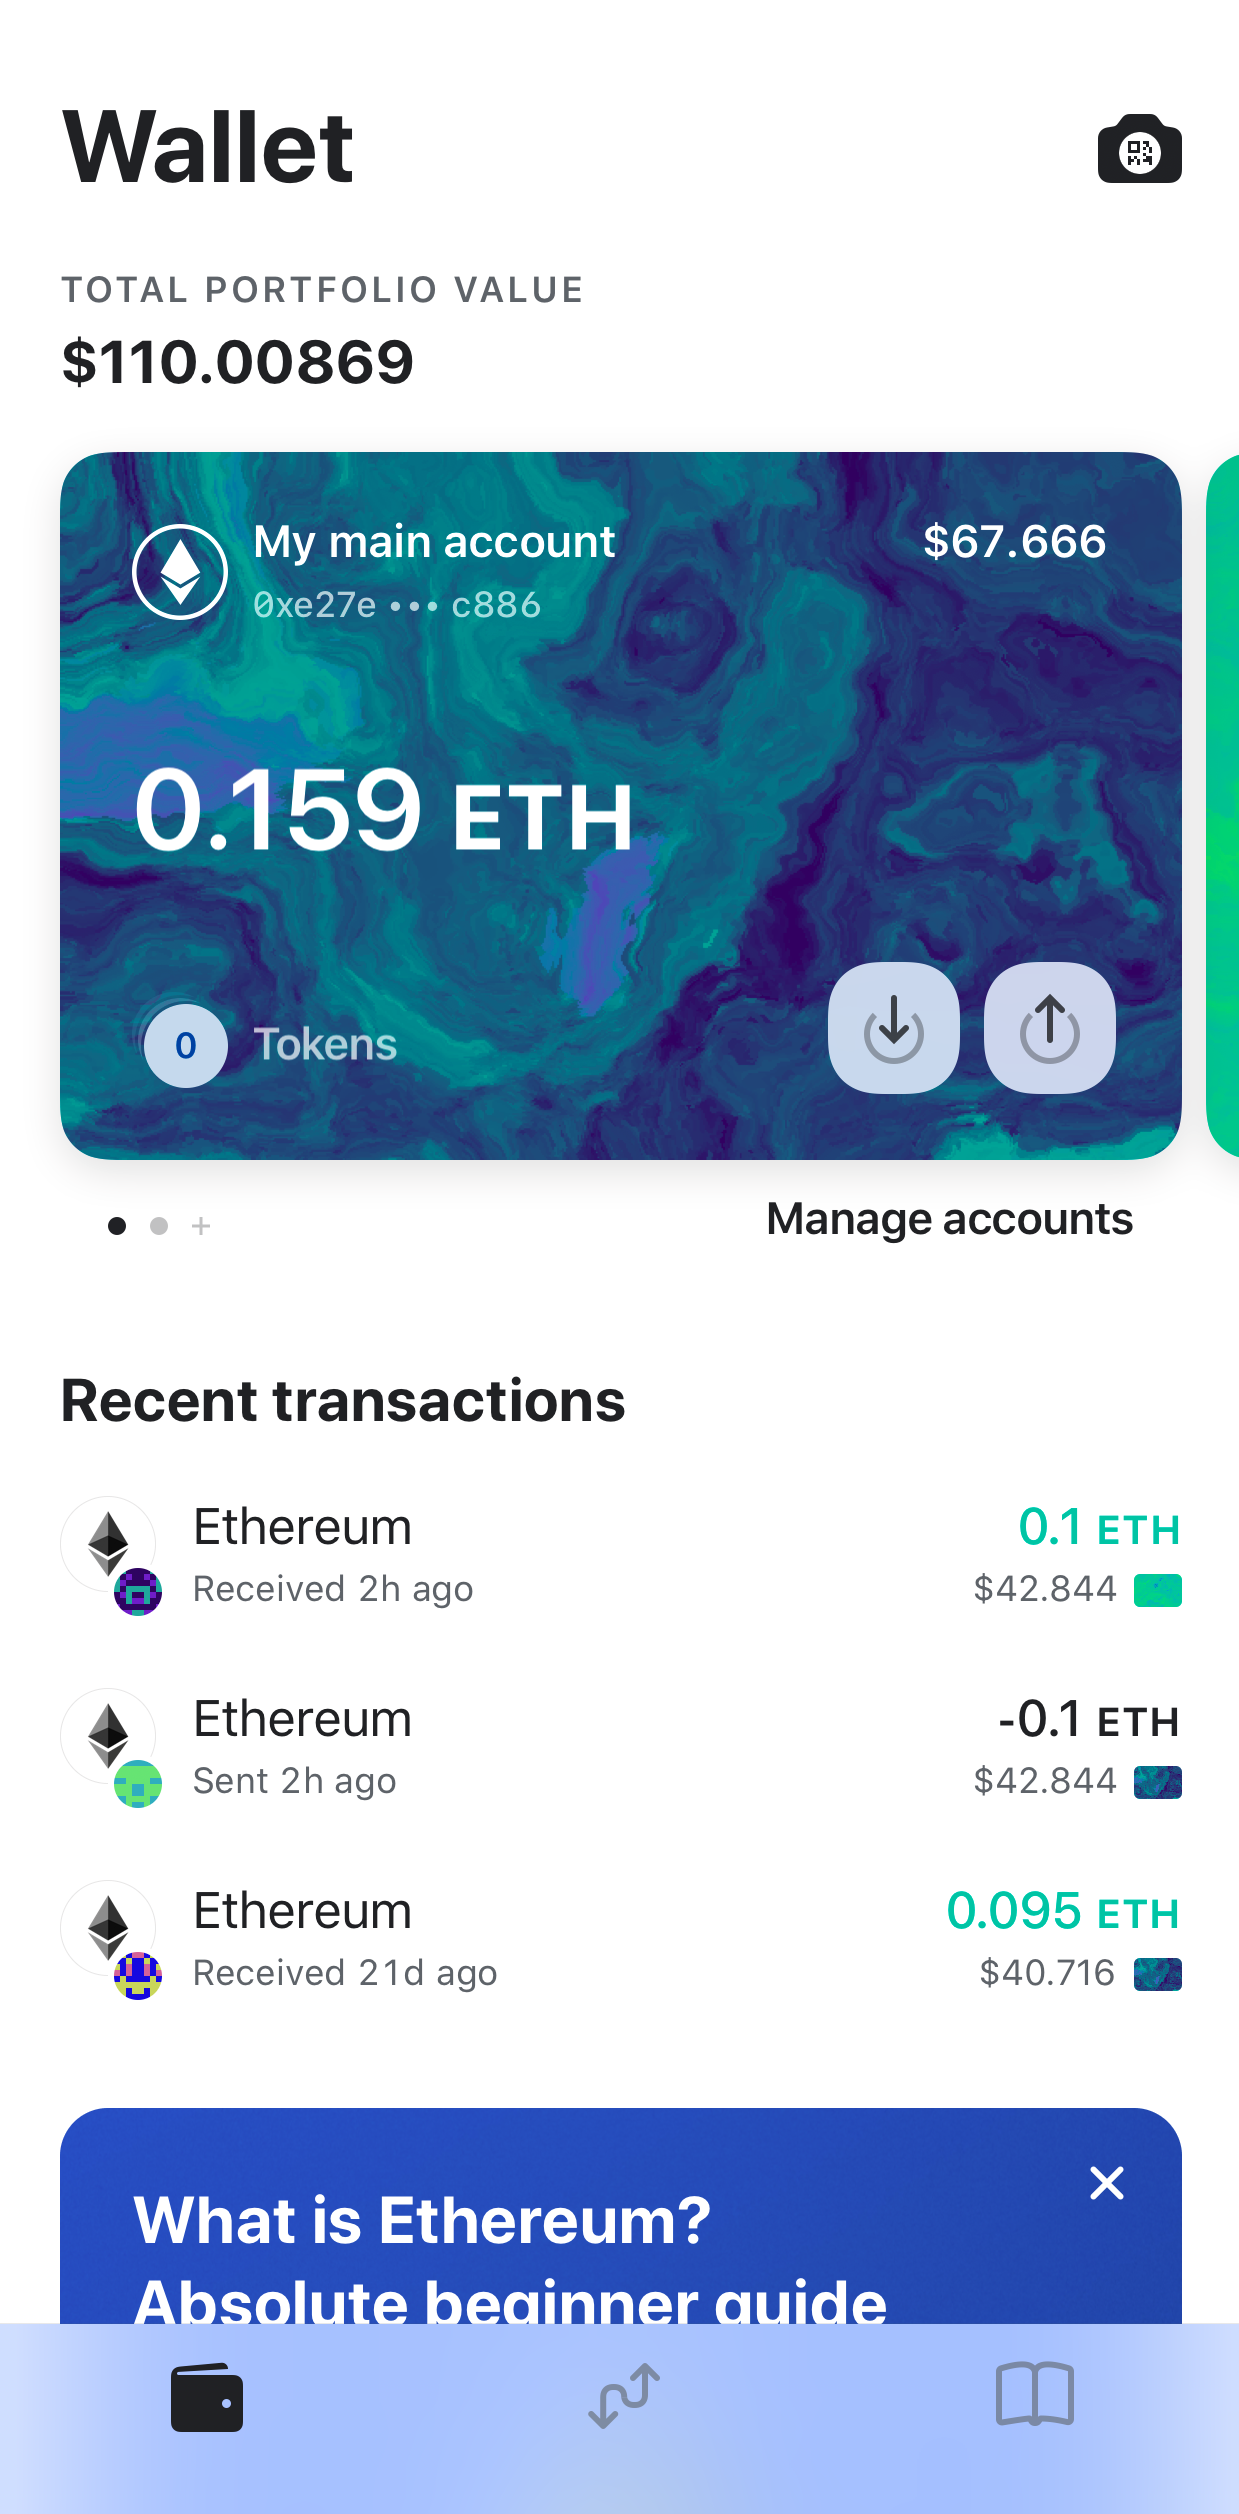 Wallet
TOTAL PORTFOLIO VALUE
$110.00869
My main account $67.666
0xe27e ••• c886
0.159 ETH
0 Tokens
Manage accounts
Recent transactions
Ethereum 0.1 ETH
Received 2h ago $42.844
Ethereum -0.1 ETH
Sent 2h ago $42.844
Ethereum 0.095 ETH
Received 21d ago $40.716
What is Ethereum?
Absolute beginner guide